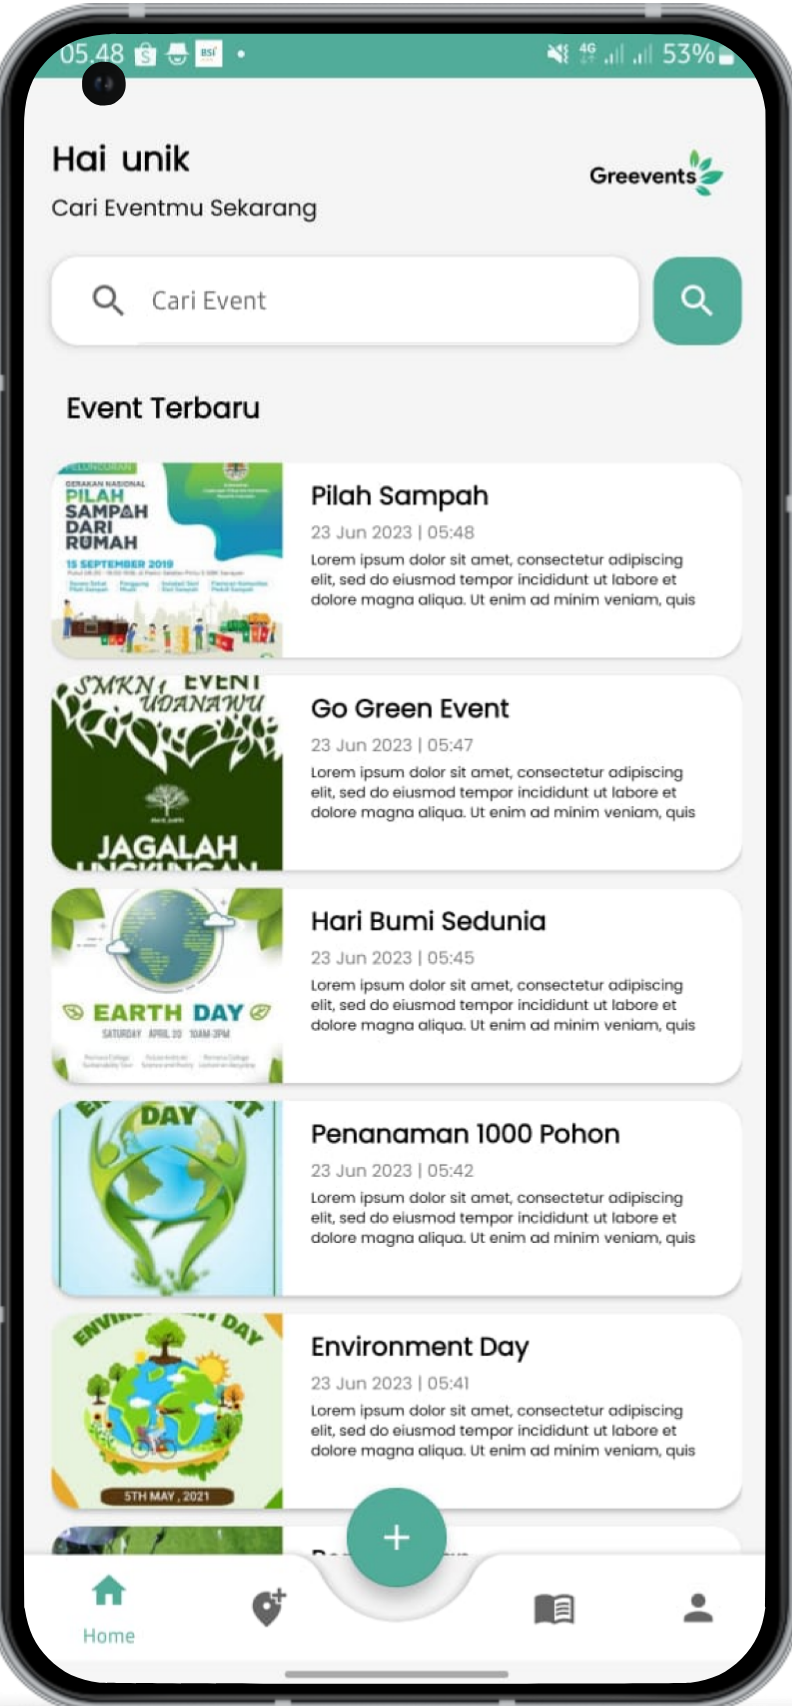 05.48
BSI
4G
53%
Hai unik
Greevents
Cari Eventmu Sekarang
Cari Event
Event Terbaru
PELUNCURAN
GERAKAN NASIONAL
PILAH
SAMPAH
DARI
RUMAH
15 SEPTEMBER 2019
Pilah Sampah
23 Jun 2023 | 05:48
Lorem ipsum dolor sit amet, consectetur adipiscing
elit, sed do eiusmod tempor incididunt ut labore et
dolore magna aliqua. Ut enim ad minim veniam, quis
SMKN 1 EVENT
UDANAWU
JAGALAH
LINGKUNGAN
Go Green Event
23 Jun 2023 | 05:47
Lorem ipsum dolor sit amet, consectetur adipiscing
elit, sed do eiusmod tempor incididunt ut labore et
dolore magna aliqua. Ut enim ad minim veniam, quis
EARTH DAY
SATURDAY APRIL 20 10AM-3PM
Hari Bumi Sedunia
23 Jun 2023 | 05:45
Lorem ipsum dolor sit amet, consectetur adipiscing
elit, sed do eiusmod tempor incididunt ut labore et
dolore magna aliqua. Ut enim ad minim veniam, quis
DAY
Penanaman 1000 Pohon
23 Jun 2023 | 05:42
Lorem ipsum dolor sit amet, consectetur adipiscing
elit, sed do eiusmod tempor incididunt ut labore et
dolore magna aliqua. Ut enim ad minim veniam, quis
ENVIRONMENT DAY
5TH MAY, 2021
Environment Day
23 Jun 2023 | 05:41
Lorem ipsum dolor sit amet, consectetur adipiscing
elit, sed do eiusmod tempor incididunt ut labore et
dolore magna aliqua. Ut enim ad minim veniam, quis
Home